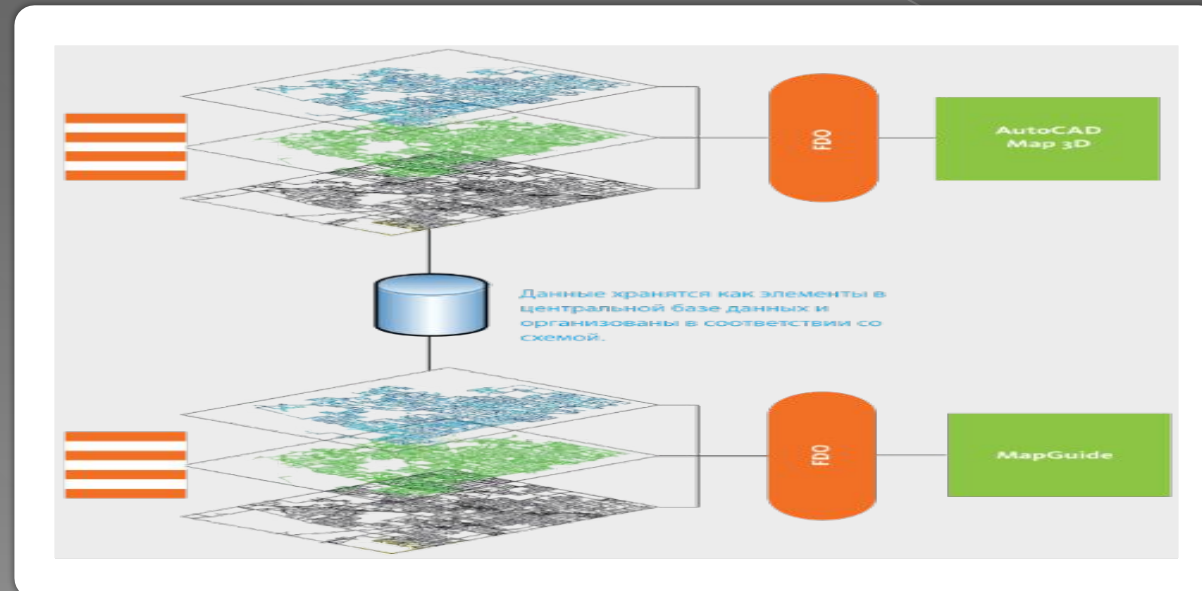 FDO
AutoCAD
Map 3D
Данные хранятся как элементы в
центральной базе данных и
организованы в соответствии со
схемой.
FDO
MapGuide